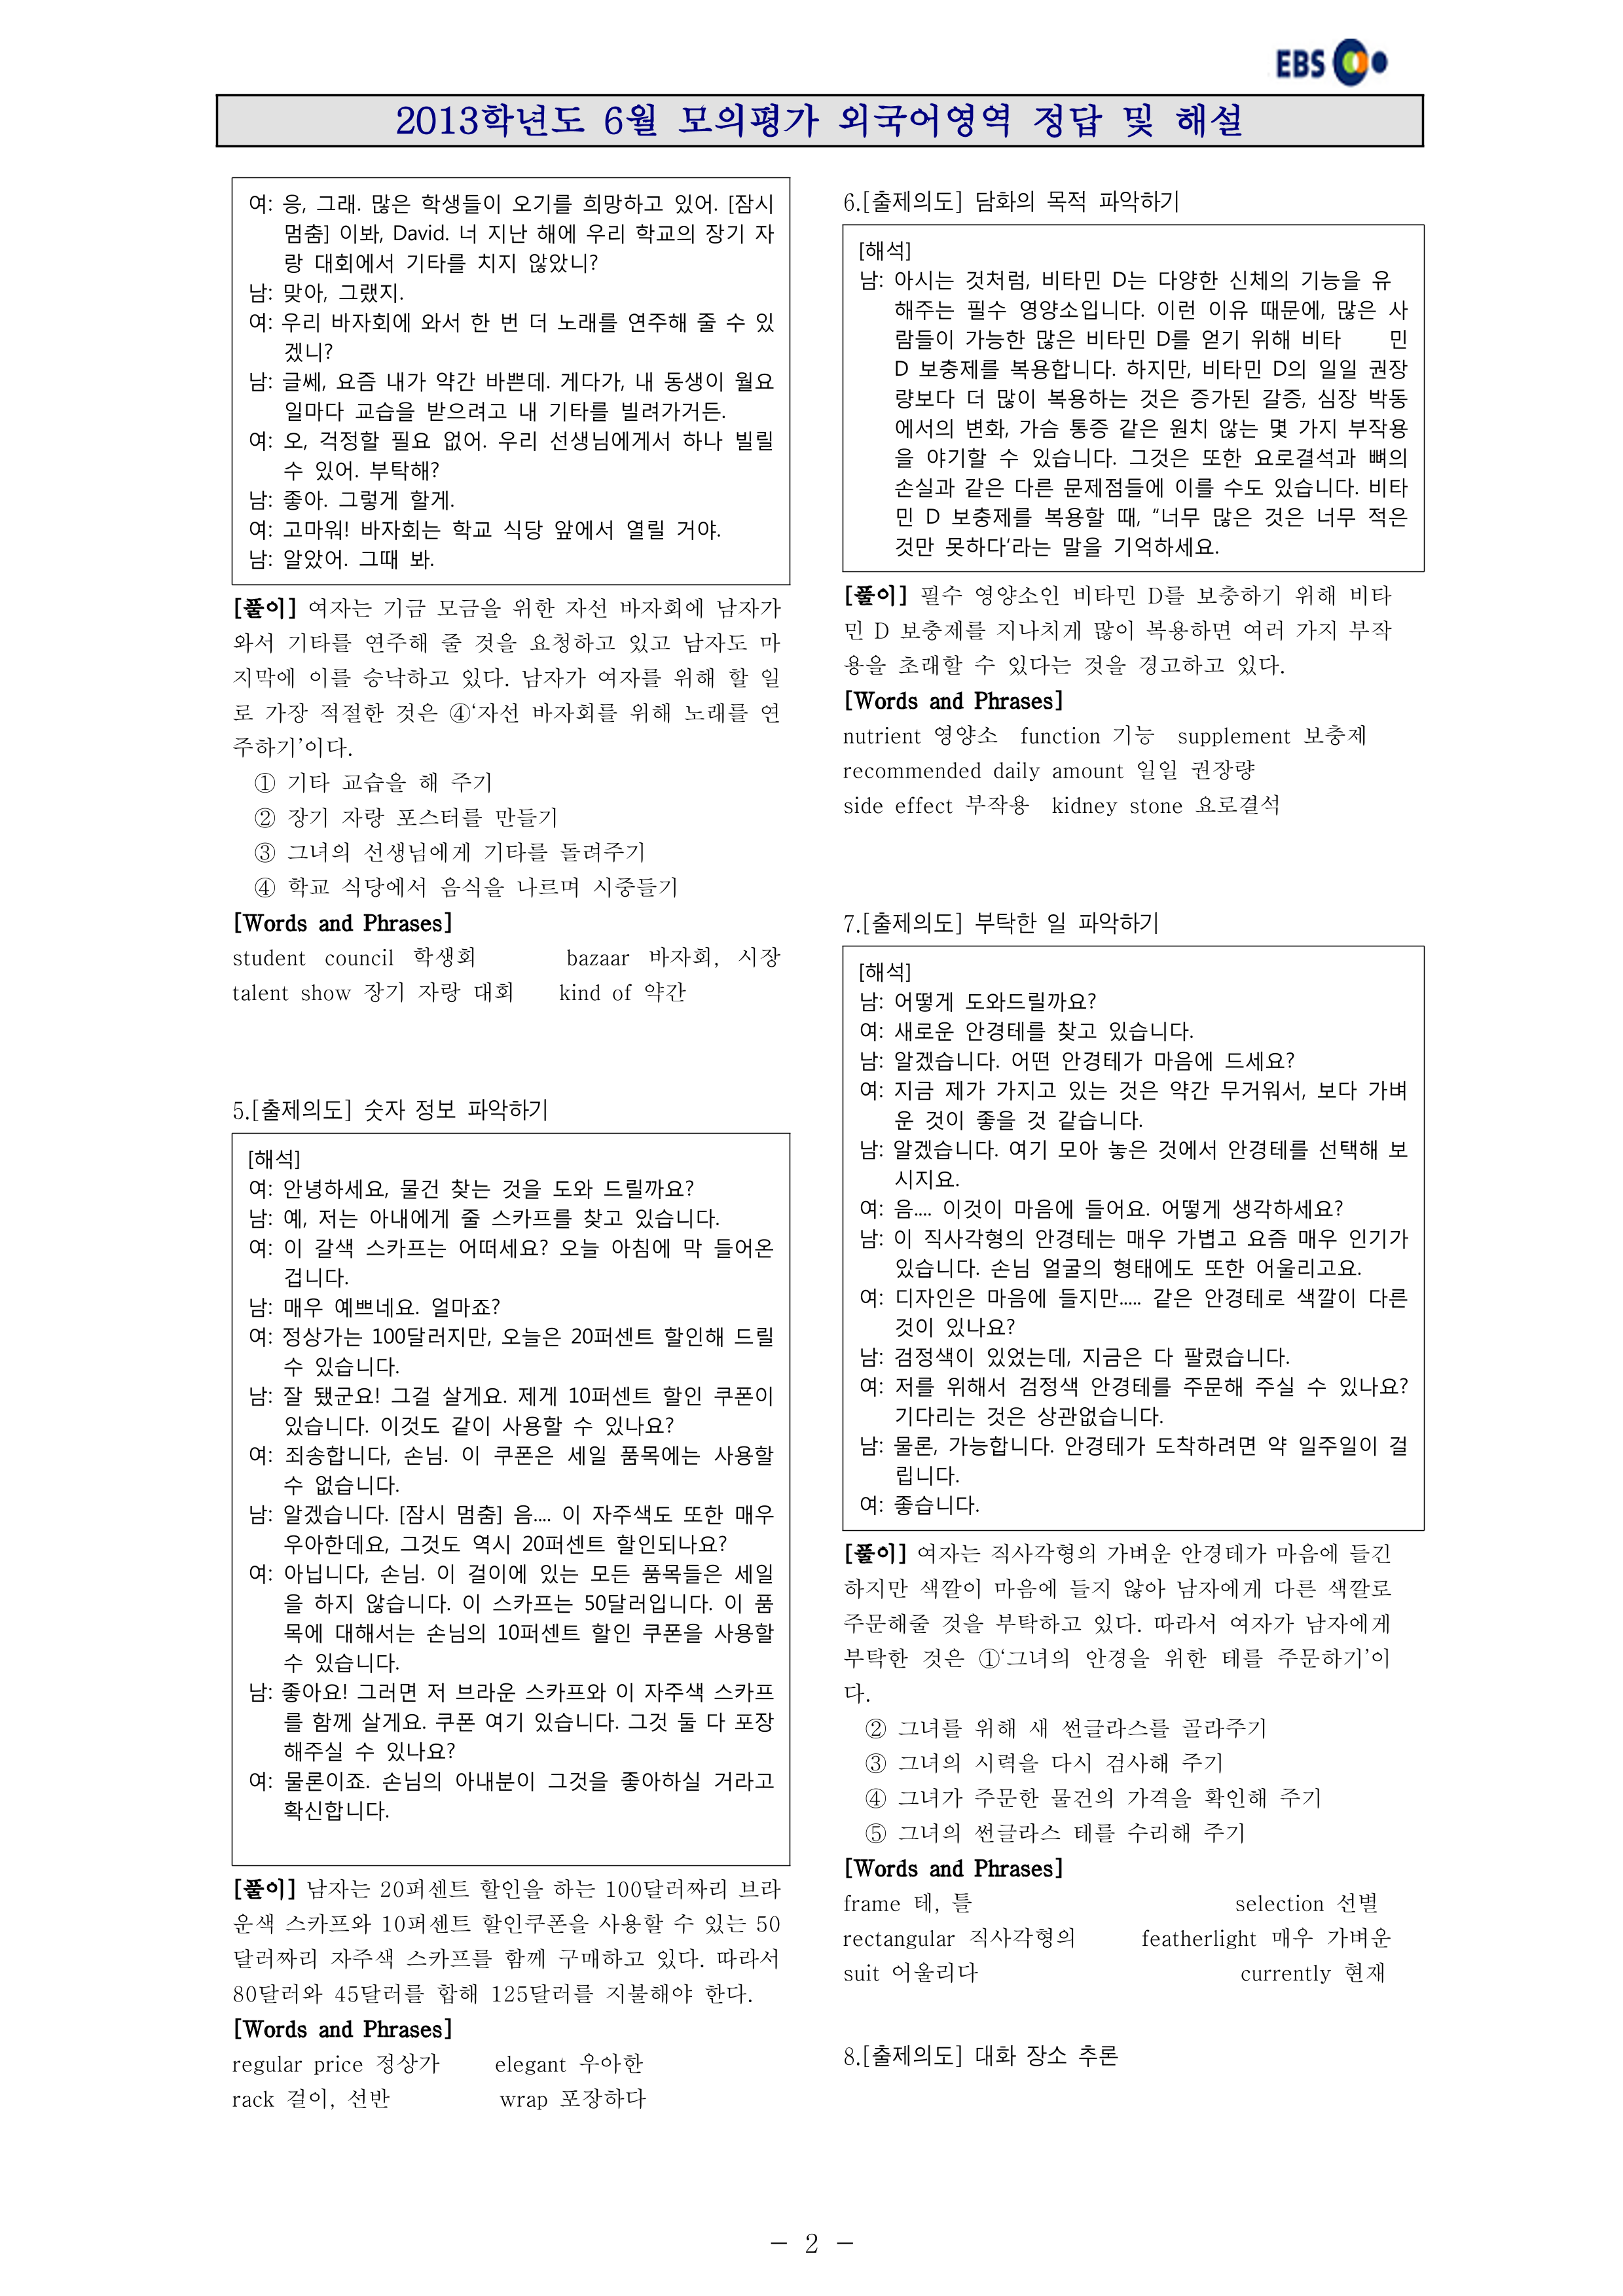 EBS
2013학년도 6월 모의평가 외국어영역 정답 및 해설
여: 응, 그래. 많은 학생들이 오기를 희망하고 있어. [잠시
멈춤] 이봐, David. 너 지난 해에 우리 학교의 장기 자
랑 대회에서 기타를 치지 않았니?
남: 맞아, 그랬지.
여: 우리 바자회에 와서 한 번 더 노래를 연주해 줄 수 있
겠니?
남: 글쎄, 요즘 내가 약간 바쁜데. 게다가, 내 동생이 월요
일마다 교습을 받으려고 내 기타를 빌려가거든.
여: 오, 걱정할 필요 없어. 우리 선생님에게서 하나 빌릴
수 있어. 부탁해?
남: 좋아. 그렇게 할게.
여: 고마워! 바자회는 학교 식당 앞에서 열릴 거야.
남: 알았어. 그때 봐.
[풀이] 여자는 기금 모금을 위한 자선 바자회에 남자가
와서 기타를 연주해 줄 것을 요청하고 있고 남자도 마
지막에 이를 승낙하고 있다. 남자가 여자를 위해 할 일
로 가장 적절한 것은 ④‘자선 바자회를 위해 노래를 연
주하기’이다.
① 기타 교습을 해 주기
② 장기 자랑 포스터를 만들기
③ 그녀의 선생님에게 기타를 돌려주기
④ 학교 식당에서 음식을 나르며 시중들기
[Words and Phrases]
student council 학생회 bazaar 바자회, 시장
talent show 장기 자랑 대회 kind of 약간
5.[출제의도] 숫자 정보 파악하기
[해석]
여: 안녕하세요, 물건 찾는 것을 도와 드릴까요?
남: 예, 저는 아내에게 줄 스카프를 찾고 있습니다.
여: 이 갈색 스카프는 어떠세요? 오늘 아침에 막 들어온
겁니다.
남: 매우 예쁘네요. 얼마죠?
여: 정상가는 100달러지만, 오늘은 20퍼센트 할인해 드릴
수 있습니다.
남: 잘 됐군요! 그걸 살게요. 제게 10퍼센트 할인 쿠폰이
있습니다. 이것도 같이 사용할 수 있나요?
여: 죄송합니다, 손님. 이 쿠폰은 세일 품목에는 사용할
수 없습니다.
남: 알겠습니다. [잠시 멈춤] 음.... 이 자주색도 또한 매우
우아한데요, 그것도 역시 20퍼센트 할인되나요?
여: 아닙니다, 손님. 이 걸이에 있는 모든 품목들은 세일
을 하지 않습니다. 이 스카프는 50달러입니다. 이 품
목에 대해서는 손님의 10퍼센트 할인 쿠폰을 사용할
수 있습니다.
남: 좋아요! 그러면 저 브라운 스카프와 이 자주색 스카프
를 함께 살게요. 쿠폰 여기 있습니다. 그것 둘 다 포장
해주실 수 있나요?
여: 물론이죠. 손님의 아내분이 그것을 좋아하실 거라고
확신합니다.
[풀이] 남자는 20퍼센트 할인을 하는 100달러짜리 브라
운색 스카프와 10퍼센트 할인쿠폰을 사용할 수 있는 50
달러짜리 자주색 스카프를 함께 구매하고 있다. 따라서
80달러와 45달러를 합해 125달러를 지불해야 한다.
[Words and Phrases]
regular price 정상가 elegant 우아한
rack 걸이, 선반 wrap 포장하다
6.[출제의도] 담화의 목적 파악하기
[해석]
남: 아시는 것처럼, 비타민 D는 다양한 신체의 기능을 유
해주는 필수 영양소입니다. 이런 이유 때문에, 많은 사
람들이 가능한 많은 비타민 D를 얻기 위해 비타 민
D 보충제를 복용합니다. 하지만, 비타민 D의 일일 권장
량보다 더 많이 복용하는 것은 증가된 갈증, 심장 박동
에서의 변화, 가슴 통증 같은 원치 않는 몇 가지 부작용
을 야기할 수 있습니다. 그것은 또한 요로결석과 뼈의
손실과 같은 다른 문제점들에 이를 수도 있습니다. 비타
민 D 보충제를 복용할 때, “너무 많은 것은 너무 적은
것만 못하다’라는 말을 기억하세요.
[풀이] 필수 영양소인 비타민 D를 보충하기 위해 비타
민 D 보충제를 지나치게 많이 복용하면 여러 가지 부작
용을 초래할 수 있다는 것을 경고하고 있다.
[Words and Phrases]
nutrient 영양소 function 기능 supplement 보충제
recommended daily amount 일일 권장량
side effect 부작용 kidney stone 요로결석
7.[출제의도] 부탁한 일 파악하기
[해석]
남: 어떻게 도와드릴까요?
여: 새로운 안경테를 찾고 있습니다.
남: 알겠습니다. 어떤 안경테가 마음에 드세요?
여: 지금 제가 가지고 있는 것은 약간 무거워서, 보다 가벼
운 것이 좋을 것 같습니다.
남: 알겠습니다. 여기 모아 놓은 것에서 안경테를 선택해 보
시지요.
여: 음.... 이것이 마음에 들어요. 어떻게 생각하세요?
남: 이 직사각형의 안경테는 매우 가볍고 요즘 매우 인기가
있습니다. 손님 얼굴의 형태에도 또한 어울리고요.
여: 디자인은 마음에 들지만..... 같은 안경테로 색깔이 다른
것이 있나요?
남: 검정색이 있었는데, 지금은 다 팔렸습니다.
여: 저를 위해서 검정색 안경테를 주문해 주실 수 있나요?
기다리는 것은 상관없습니다.
남: 물론, 가능합니다. 안경테가 도착하려면 약 일주일이 걸
립니다.
여: 좋습니다.
[풀이] 여자는 직사각형의 가벼운 안경테가 마음에 들긴
하지만 색깔이 마음에 들지 않아 남자에게 다른 색깔로
주문해줄 것을 부탁하고 있다. 따라서 여자가 남자에게
부탁한 것은 ①‘그녀의 안경을 위한 테를 주문하기’이
다.
② 그녀를 위해 새 썬글라스를 골라주기
③ 그녀의 시력을 다시 검사해 주기
④ 그녀가 주문한 물건의 가격을 확인해 주기
⑤ 그녀의 썬글라스 테를 수리해 주기
[Words and Phrases]
frame 테, 틀 selection 선별
rectangular 직사각형의 featherlight 매우 가벼운
suit 어울리다 currently 현재
8.[출제의도] 대화 장소 추론
- 2 -